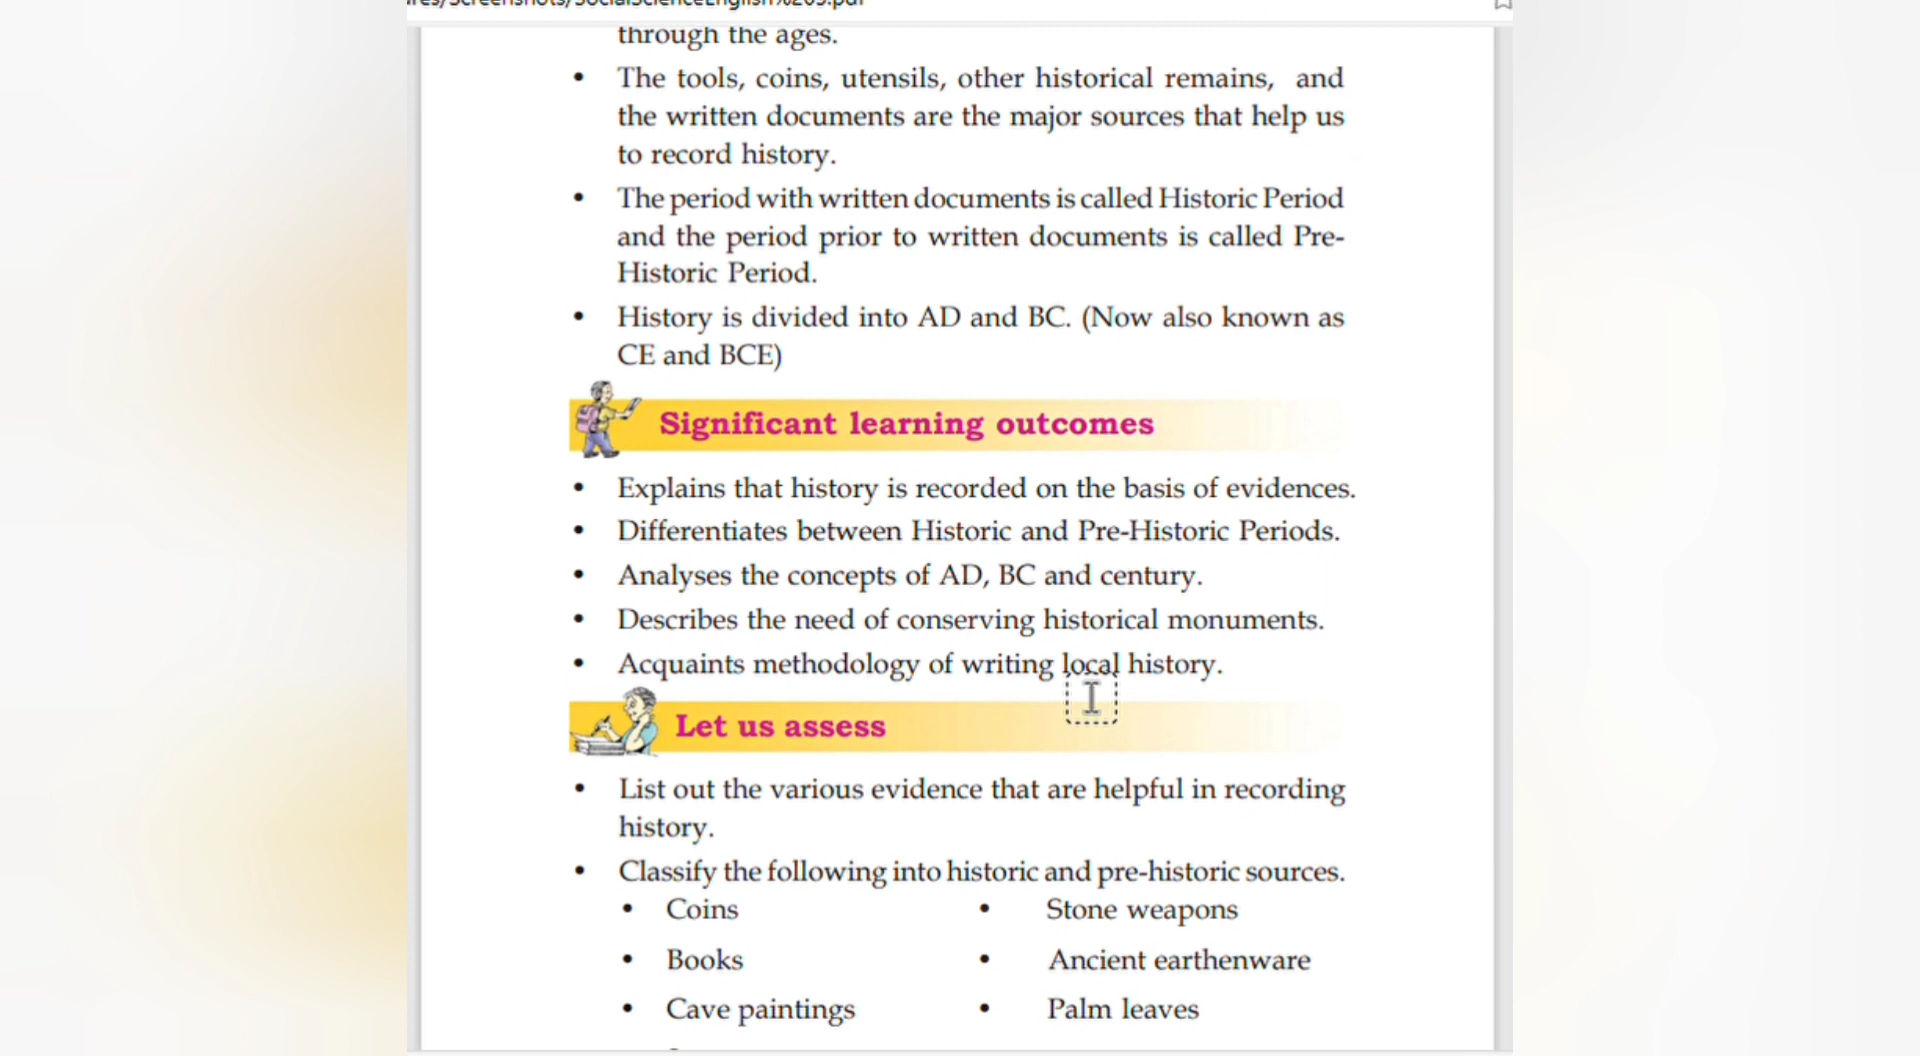 through the ages.
• The tools, coins, utensils, other historical remains, and
the written documents are the major sources that help us
to record history.
• The period with written documents is called Historic Period
and the period prior to written documents is called Pre-
Historic Period.
• History is divided into AD and BC. (Now also known as
CE and BCE)
Significant learning outcomes
• Explains that history is recorded on the basis of evidences.
• Differentiates between Historic and Pre-Historic Periods.
• Analyses the concepts of AD, BC and century.
• Describes the need of conserving historical monuments.
• Acquaints methodology of writing local history.
Let us assess
• List out the various evidence that are helpful in recording
history.
• Classify the following into historic and pre-historic sources.
• Coins • Stone weapons
• Books • Ancient earthenware
• Cave paintings • Palm leaves